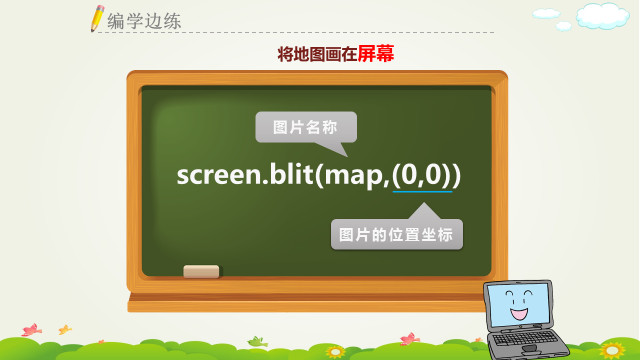 编学边练
将地图画在屏幕
图片名称
screen.blit(map,(0,0))
图片的位置坐标